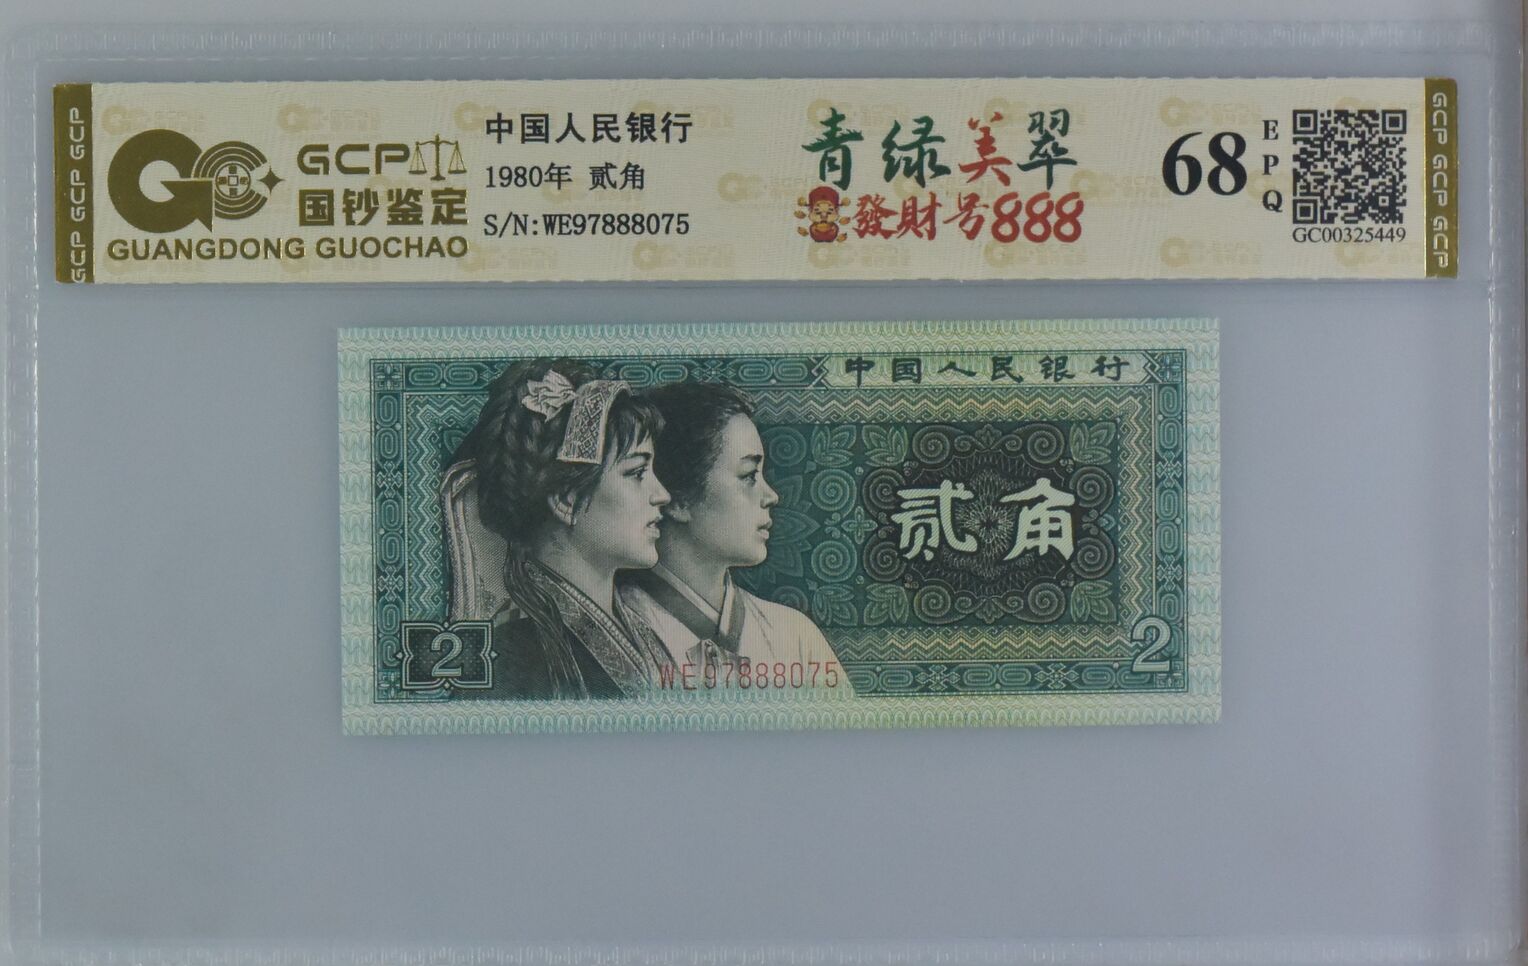 GCP GCP GCP
GCP
国钞鉴定
GUANGDONG GUOCHAO
中国人民银行
1980年 贰角
S/N:WE97888075
青绿美翠
發財号888
68
EPQ
GC00325449
GCP GCP GCP
中国人民银行
贰角
2
2
WE97888075